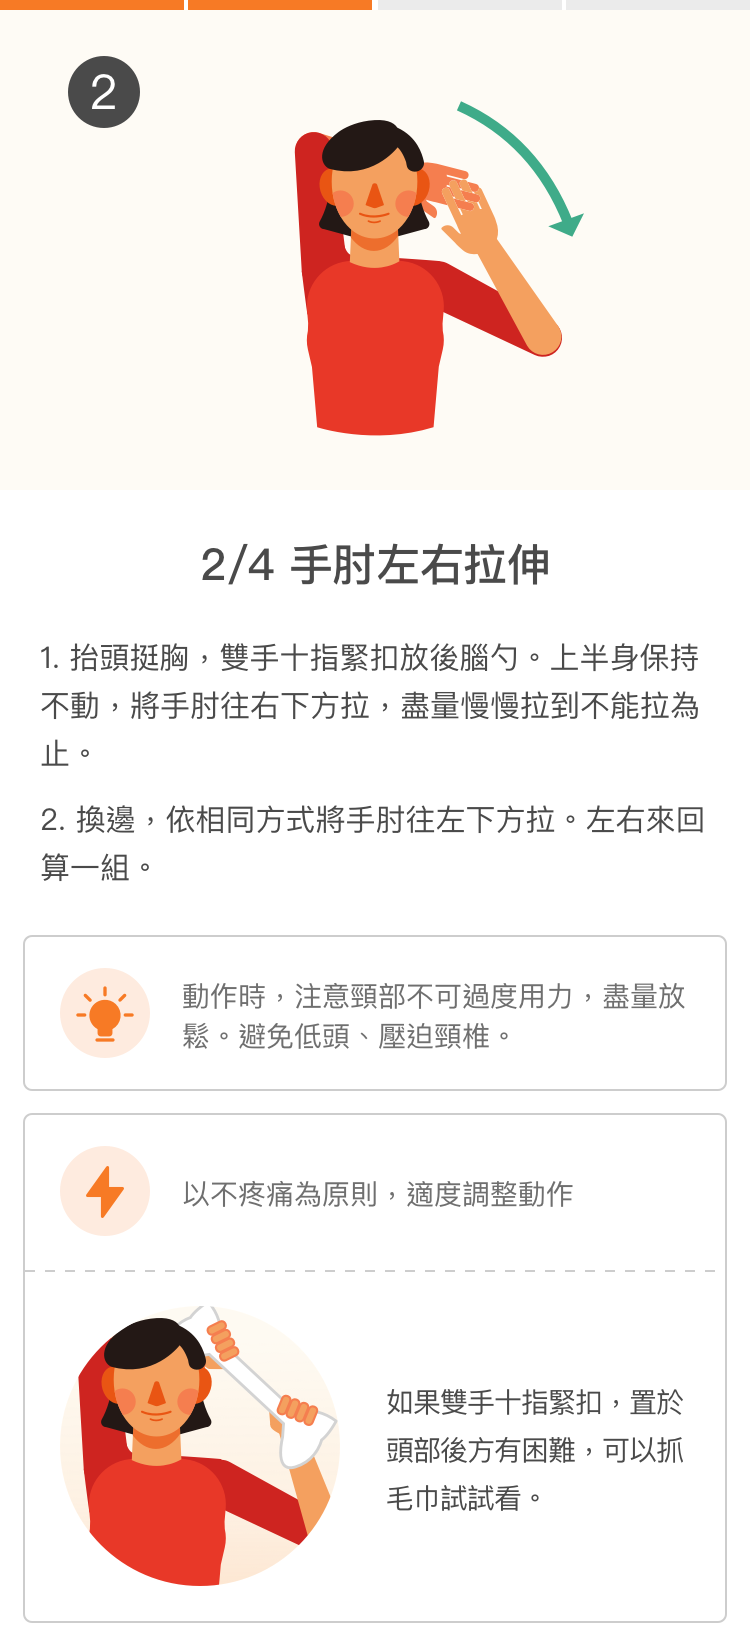 2
2/4 手肘左右拉伸
1. 抬頭挺胸，雙手十指緊扣放後腦勺。上半身保持
不動，將手肘往右下方拉，盡量慢慢拉到不能拉為
止。
2. 換邊，依相同方式將手肘往左下方拉。左右來回
算一組。
動作時，注意頸部不可過度用力，盡量放
鬆。避免低頭、壓迫頸椎。
以不疼痛為原則，適度調整動作
如果雙手十指緊扣，置於
頭部後方有困難，可以抓
毛巾試試看。